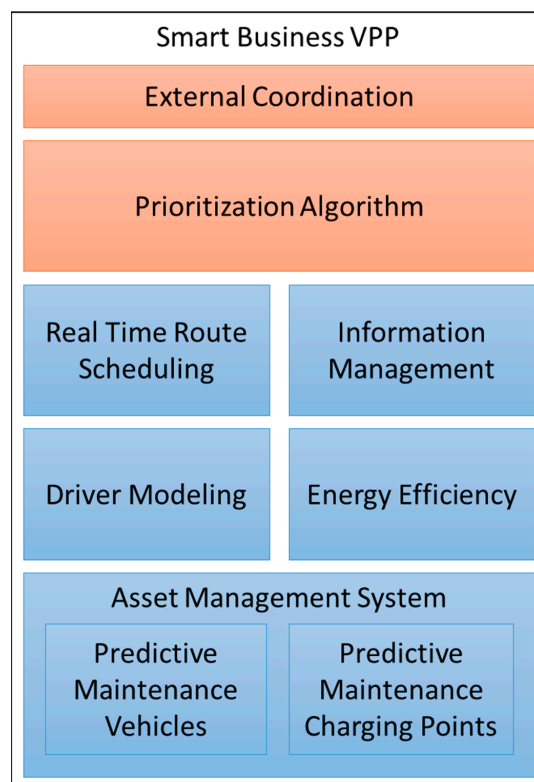 Smart Business VPP
External Coordination
Prioritization Algorithm
Real Time Route
Scheduling
Information
Management
Driver Modeling
Energy Efficiency
Asset Management System
Predictive
Maintenance
Vehicles
Predictive
Maintenance
Charging Points